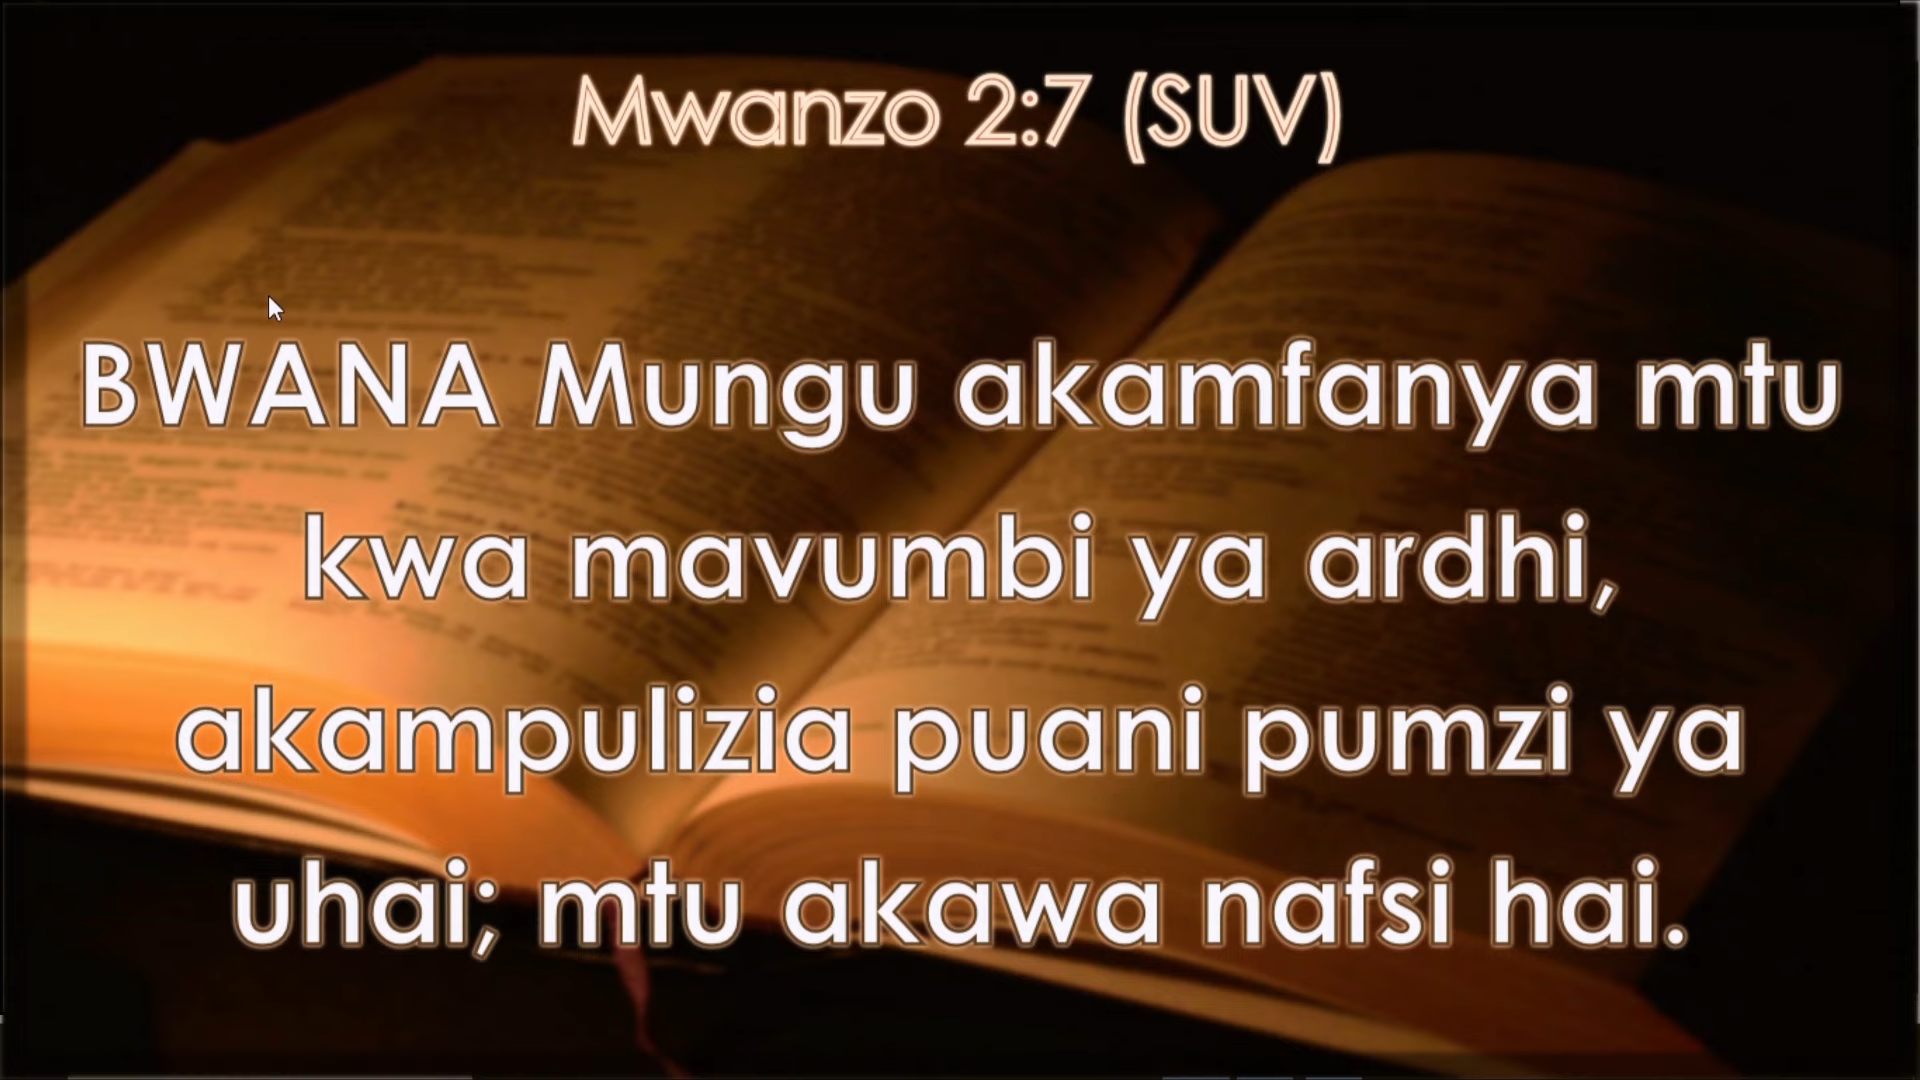 Mwanzo 2:7 (SUV)
BWANA Mungu akamfanya mtu
kwa mavumbi ya ardhi,
akampulizia puani pumzi ya
uhai; mtu akawa nafsi hai.